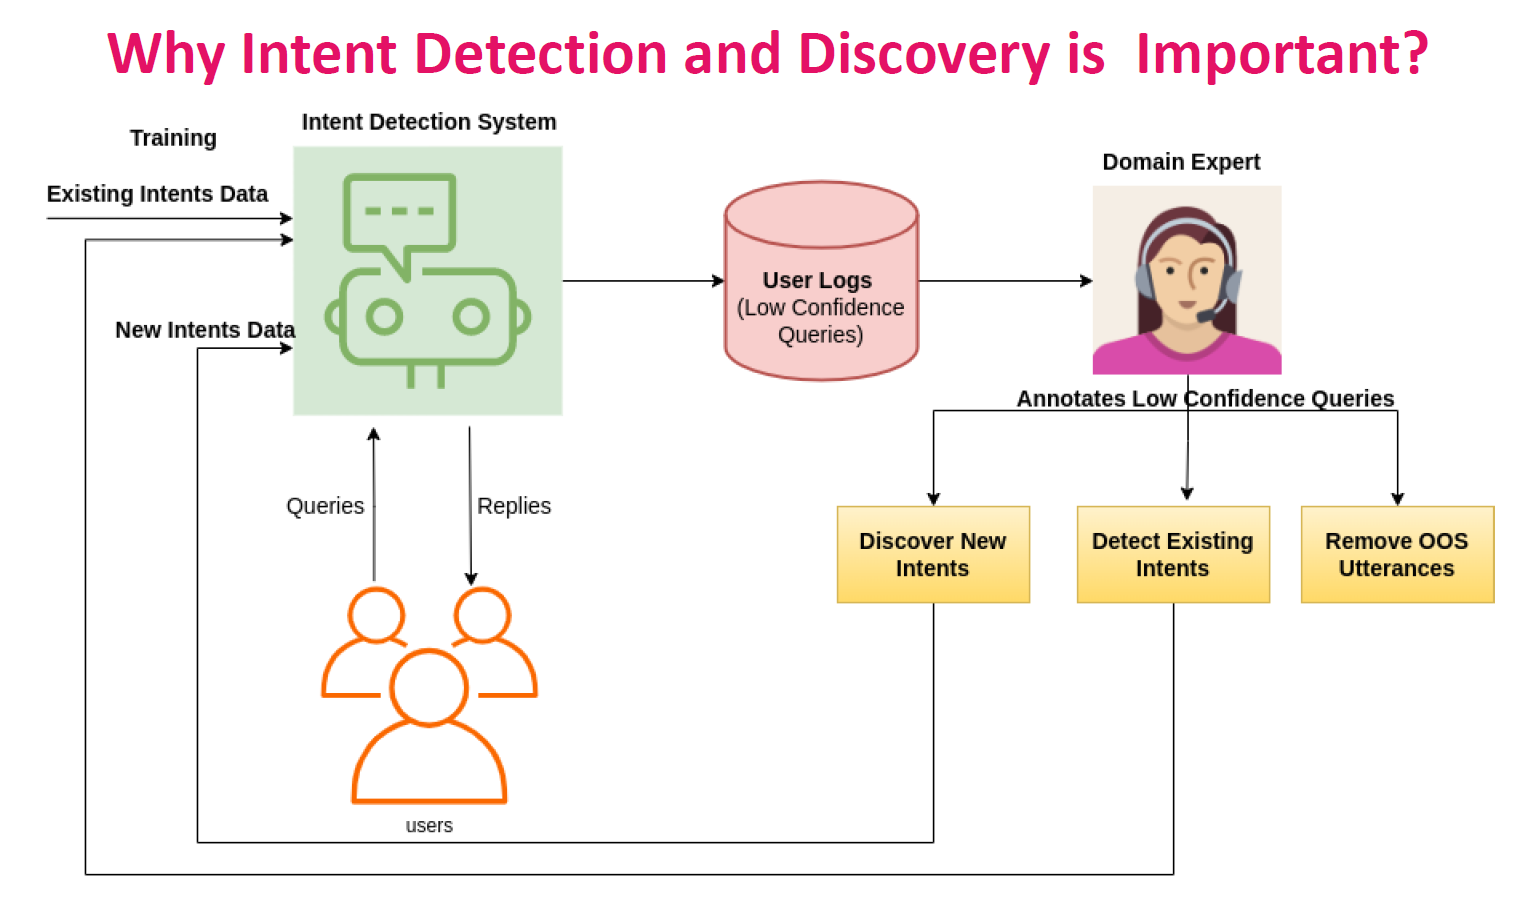 Why Intent Detection and Discovery is  Important?
Intent Detection System
Training
Domain Expert
Existing Intents Data
User Logs
(Low Confidence
Queries)
New Intents Data
Annotates Low Confidence Queries
Queries
Replies
Discover New
Intents
Detect Existing
Intents
Remove OOS
Utterances
users